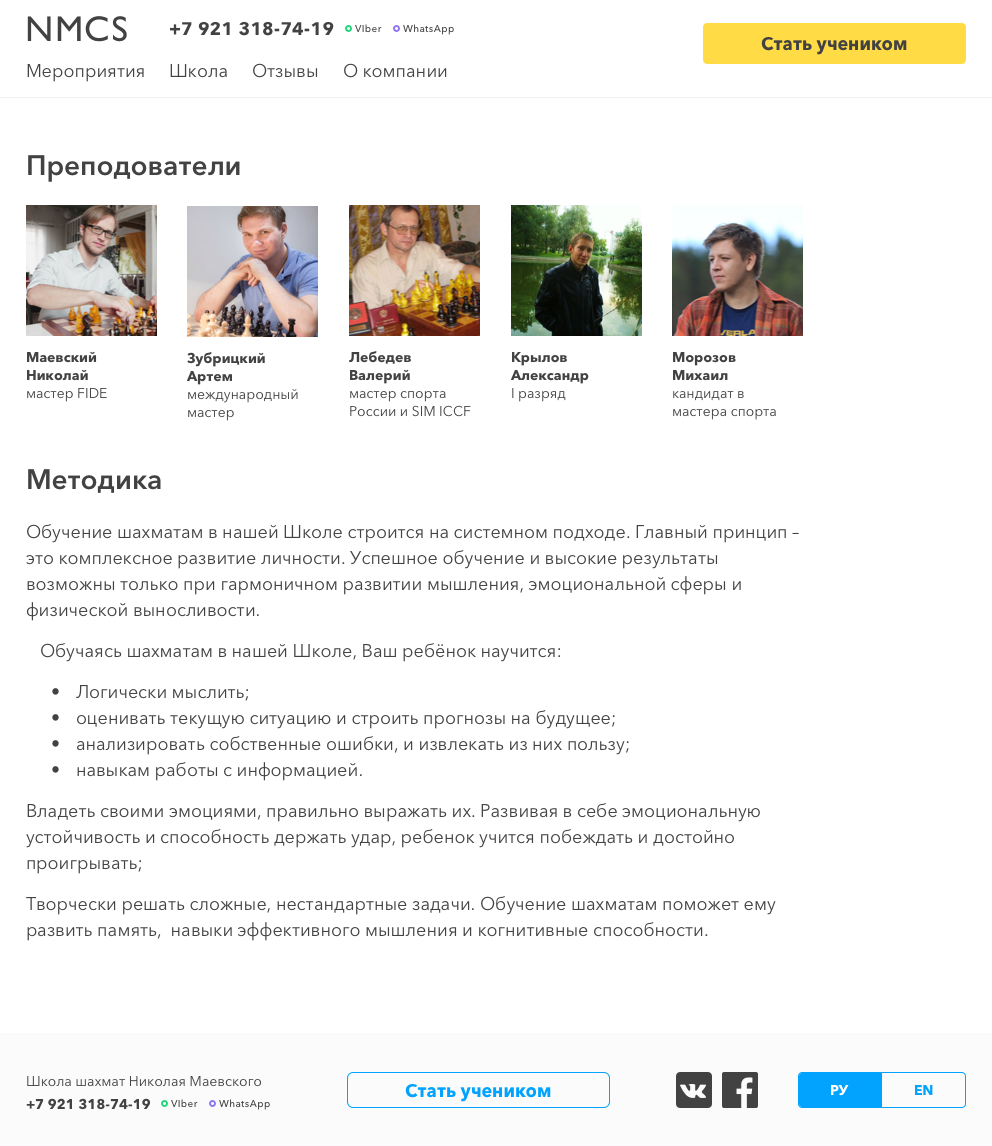 NMCS
+7 921 318-74-19 VIber WhatsApp
Стать учеником
Мероприятия Школа Отзывы О компании
Преподователи
Маевский
Николай
мастер FIDE
Зубрицкий
Артем
международный
мастер
Лебедев
Валерий
мастер спорта
России и SIM ICCF
Крылов
Александр
I разряд
Морозов
Михаил
кандидат в
мастера спорта
Методика
Обучение шахматам в нашей Школе строится на системном подходе. Главный принцип –
это комплексное развитие личности. Успешное обучение и высокие результаты
возможны только при гармоничном развитии мышления, эмоциональной сферы и
физической выносливости.
Обучаясь шахматам в нашей Школе, Ваш ребёнок научится:
• Логически мыслить;
• оценивать текущую ситуацию и строить прогнозы на будущее;
• анализировать собственные ошибки, и извлекать из них пользу;
• навыкам работы с информацией.
Владеть своими эмоциями, правильно выражать их. Развивая в себе эмоциональную
устойчивость и способность держать удар, ребенок учится побеждать и достойно
проигрывать;
Творчески решать сложные, нестандартные задачи. Обучение шахматам поможет ему
развить память,  навыки эффективного мышления и когнитивные способности.
Школа шахмат Николая Маевского
+7 921 318-74-19 VIber WhatsApp
Стать учеником
РУ EN